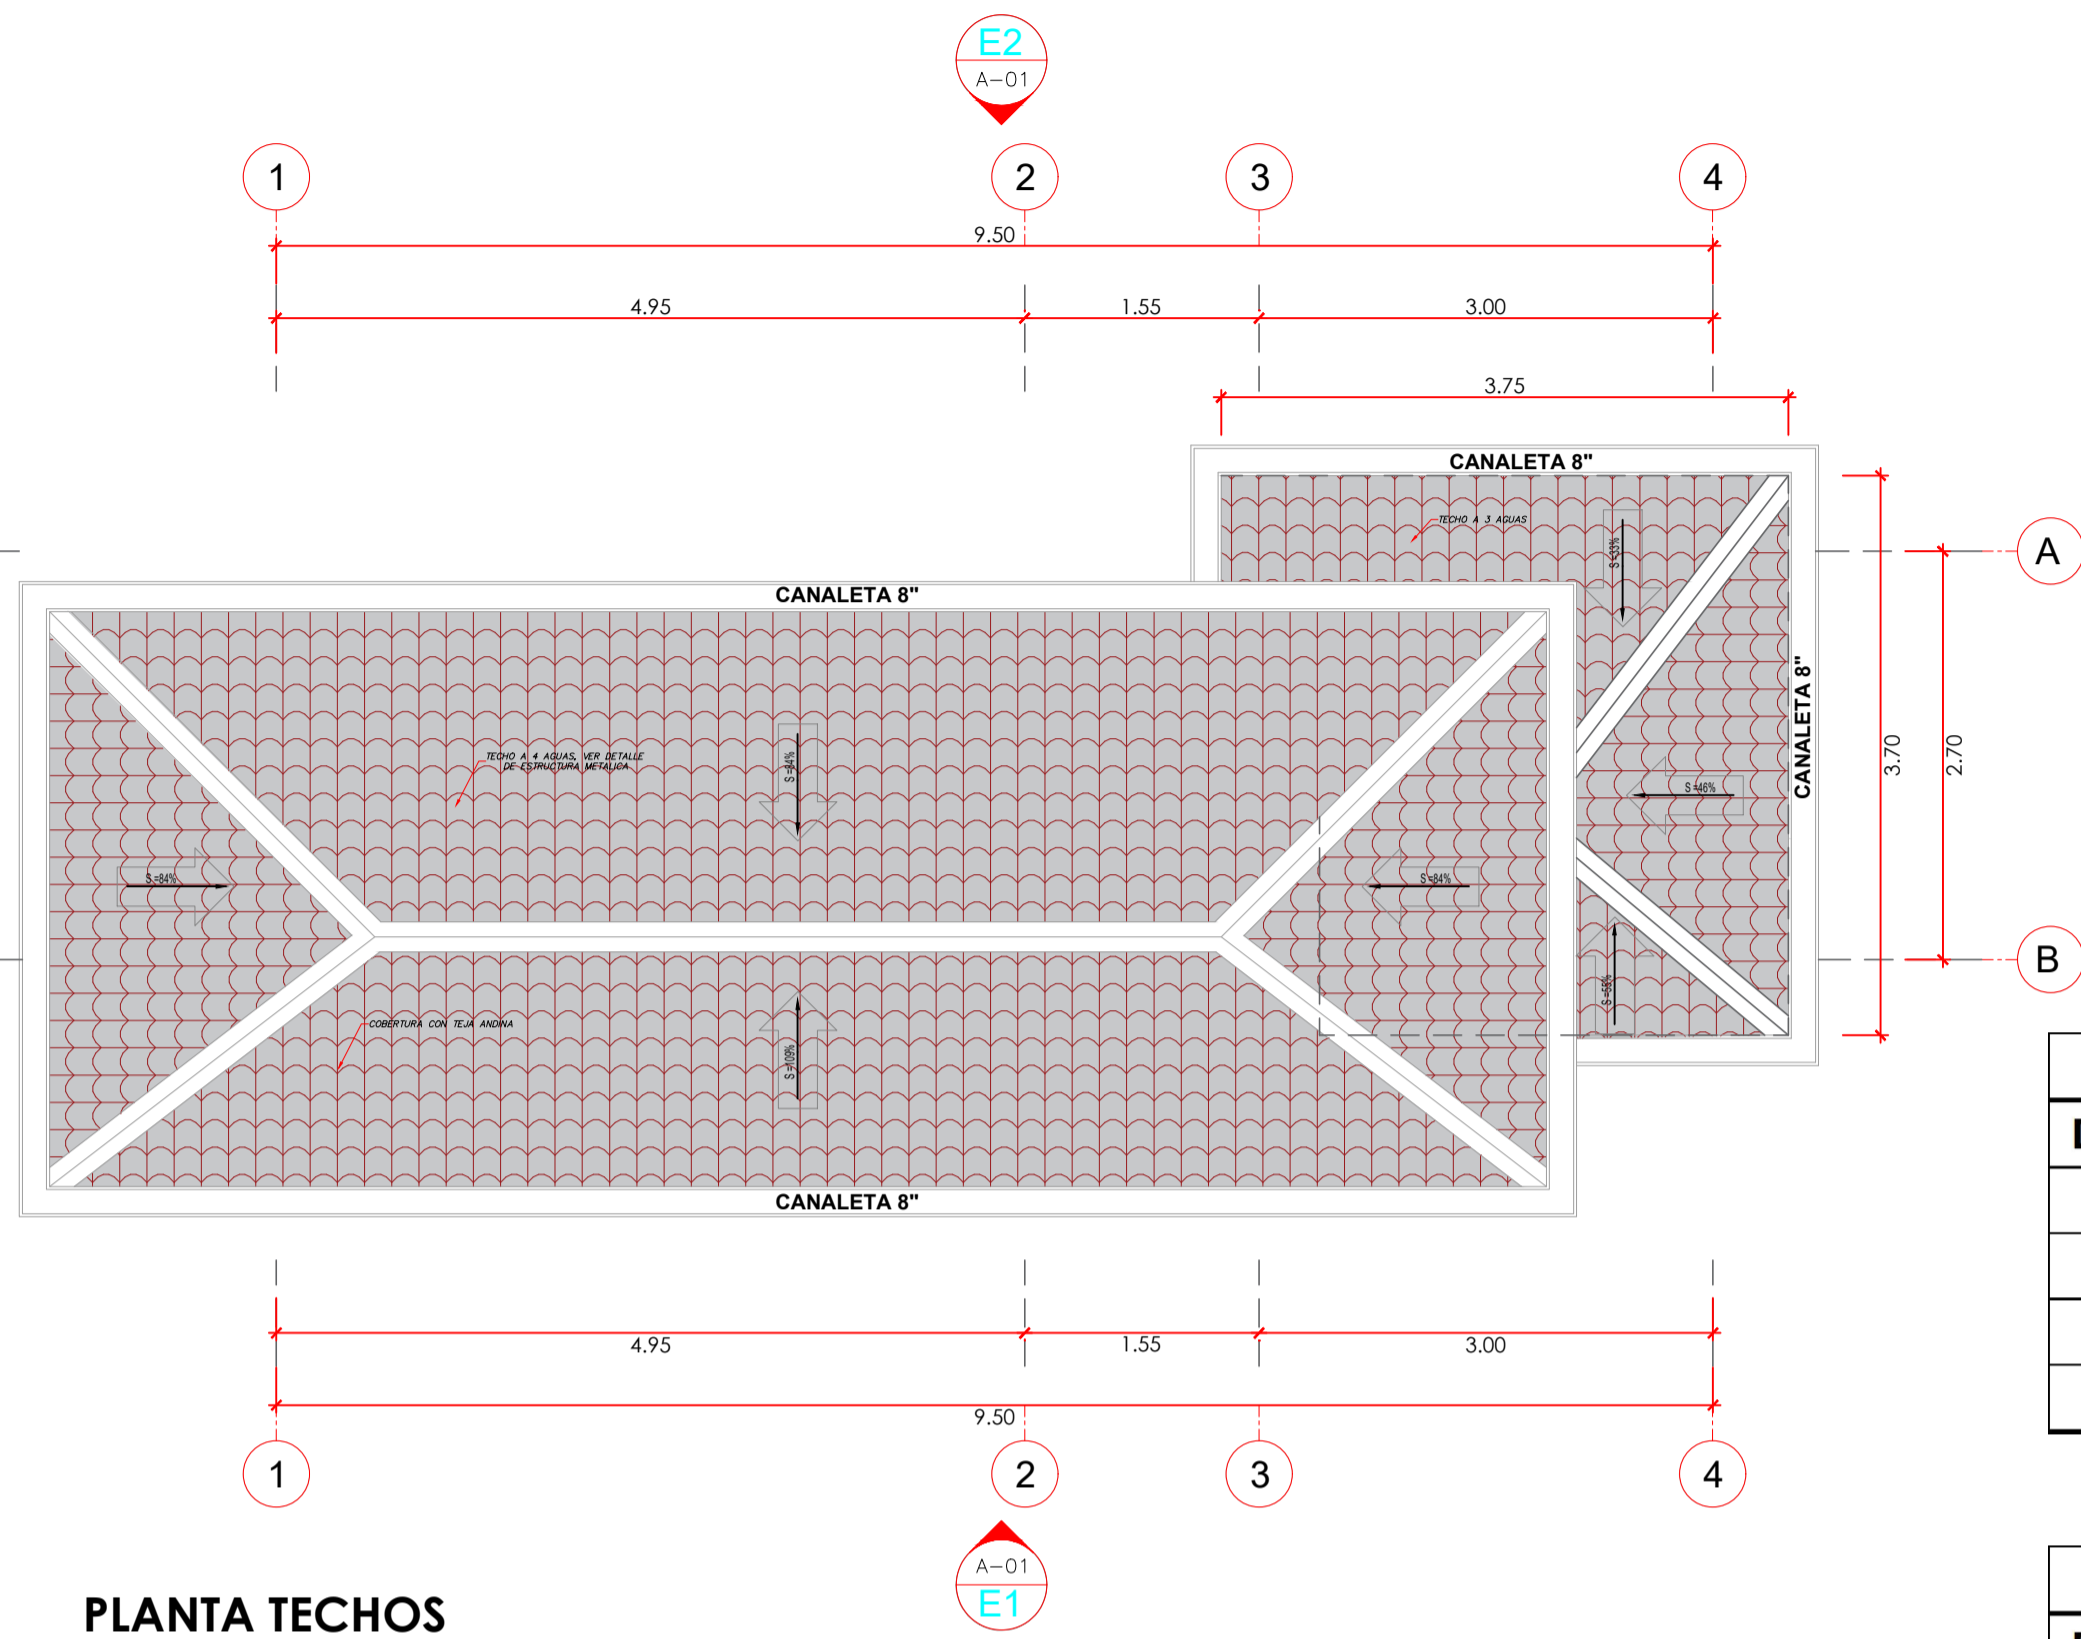 E2
A-01
1
2
3
4
9.50
4.95
1.55
3.00
3.75
CANALETA 8"
TECHO A 3 AGUAS
S =33%
A
CANALETA 8"
CANALETA 8"
3.70
2.70
TECHO A 4 AGUAS, VER DETALLE
DE ESTRUCTURA METALICA
S =84%
S =46%
S =84%
S =84%
B
S =55%
COBERTURA CON TEJA ANDINA
S =109%
CANALETA 8"
4.95
1.55
3.00
9.50
1
2
3
4
A-01
E1
PLANTA TECHOS